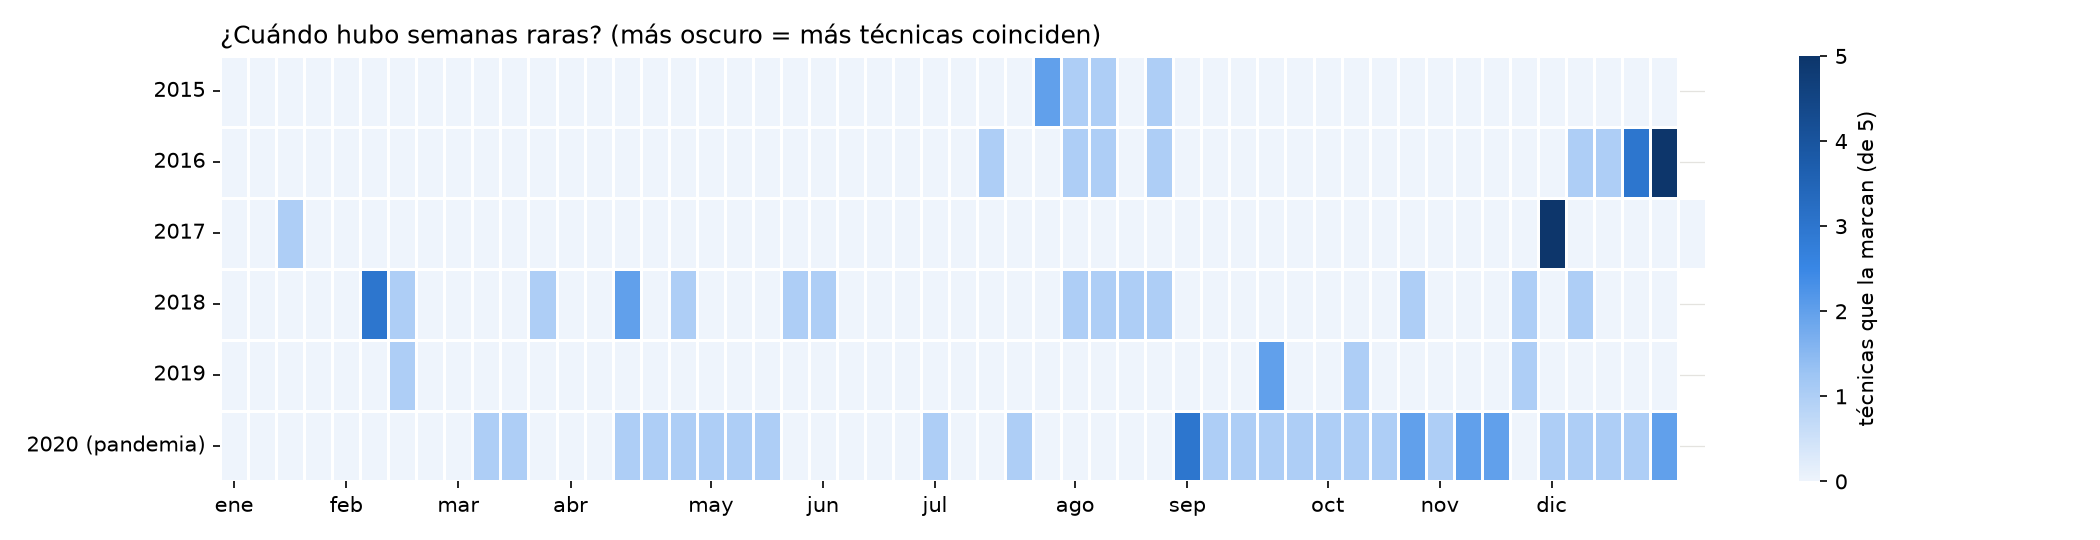 ¿Cuándo hubo semanas raras? (más oscuro = más técnicas coinciden)
2015
2016
2017
2018
2019
2020 (pandemia)
ene feb mar abr may jun jul ago sep oct nov dic
5
4
3
2
1
0
técnicas que la marcan (de 5)